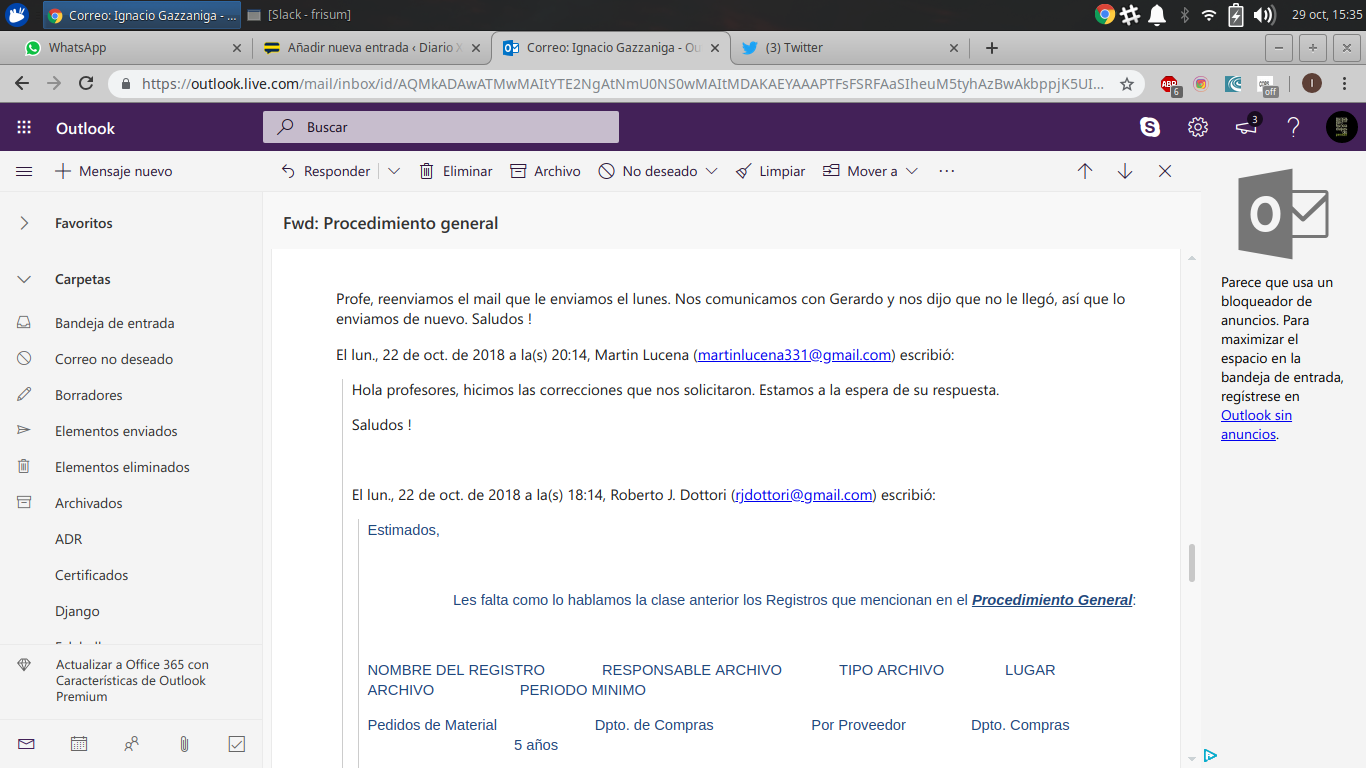 Correo: Ignacio Gazzaniga - ...
[Slack - frisum]
29 oct, 15:35
WhatsApp
Añadir nueva entrada ‹ Diario
Correo: Ignacio Gazzaniga - Ou
(3) Twitter
https://outlook.live.com/mail/inbox/id/AQMkADAwATMwMAItYTE2NgAtNmU0NS0wMAItMDAKAEYAAAPTFsFSRFAaSIheuM5tyhAzBwAkbppjK5UI...
ABP
6
off
I
Outlook
Buscar
3
Mensaje nuevo
Responder
Eliminar
Archivo
No deseado
Limpiar
Mover a
Favoritos
Carpetas
Bandeja de entrada
Correo no deseado
Borradores
Elementos enviados
Elementos eliminados
Archivados
ADR
Certificados
Django
Actualizar a Office 365 con
Características de Outlook
Premium
Fwd: Procedimiento general
Profe, reenviamos el mail que le enviamos el lunes. Nos comunicamos con Gerardo y nos dijo que no le llegó, así que lo
enviamos de nuevo. Saludos !
El lun., 22 de oct. de 2018 a la(s) 20:14, Martin Lucena (martinlucena331@gmail.com) escribió:
Hola profesores, hicimos las correcciones que nos solicitaron. Estamos a la espera de su respuesta.
Saludos !
El lun., 22 de oct. de 2018 a la(s) 18:14, Roberto J. Dottori (rjdottori@gmail.com) escribió:
Estimados,
Les falta como lo hablamos la clase anterior los Registros que mencionan en el Procedimiento General:
NOMBRE DEL REGISTRO RESPONSABLE ARCHIVO TIPO ARCHIVO LUGAR
ARCHIVO PERIODO MINIMO
Pedidos de Material Dpto. de Compras Por Proveedor Dpto. Compras
5 años
Parece que usa un
bloqueador de
anuncios. Para
maximizar el
espacio en la
bandeja de entrada,
regístrese en
Outlook sin
anuncios.